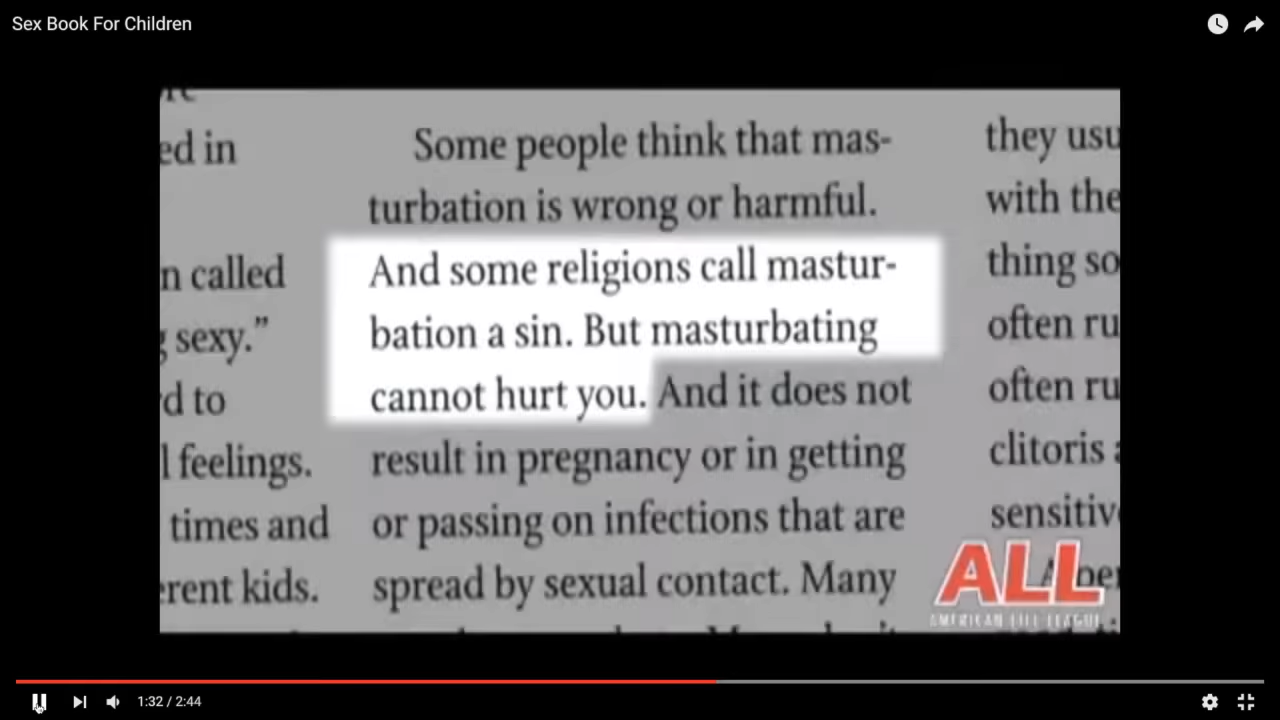 Sex Book For Children
ed in
n called
sexy.”
d to
l feelings.
times and
erent kids.
Some people think that mas-
turbation is wrong or harmful.
And some religions call mastur-
bation a sin. But masturbating
cannot hurt you. And it does not
result in pregnancy or in getting
or passing on infections that are
spread by sexual contact. Many
they usu
with the
thing so
often ru
often ru
clitoris
sensitiv
ALL
AMERICAN LIFE LEAGUE
1:32 / 2:44